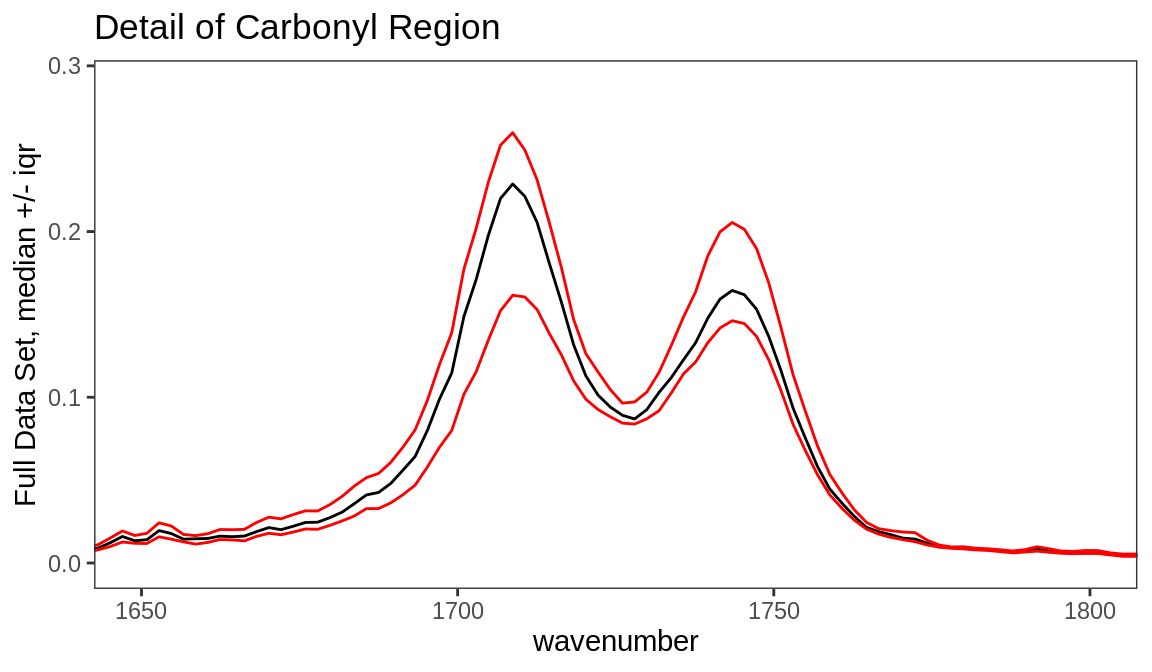 Detail of Carbonyl Region
Full Data Set, median +/- iqr
0.3
0.2
0.1
0.0
1650
1700
1750
1800
wavenumber